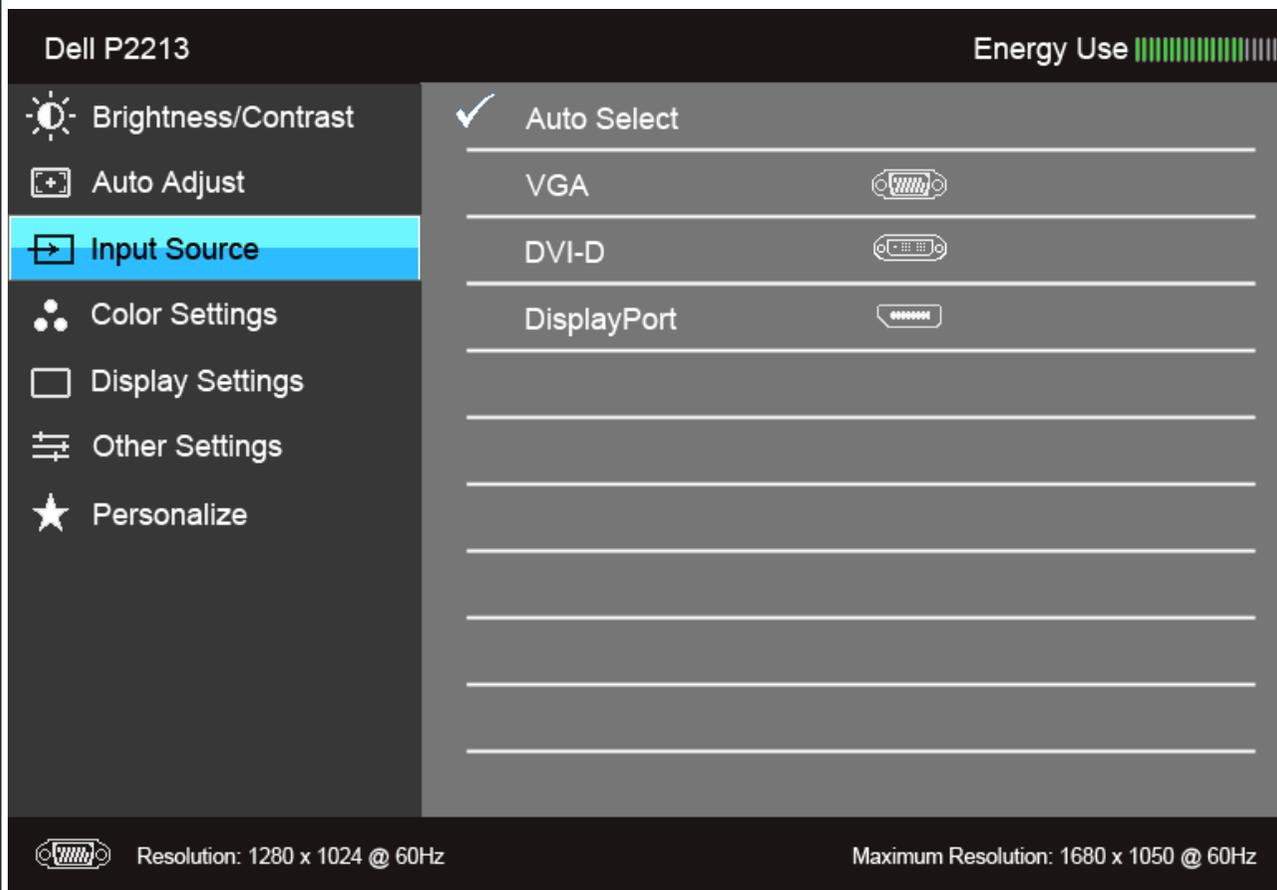 Dell P2213 Energy Use
Brightness/Contrast Auto Select
Auto Adjust VGA
Input Source DVI-D
Color Settings DisplayPort
Display Settings
Other Settings
Personalize
Resolution: 1280 x 1024 @ 60Hz Maximum Resolution: 1680 x 1050 @ 60Hz